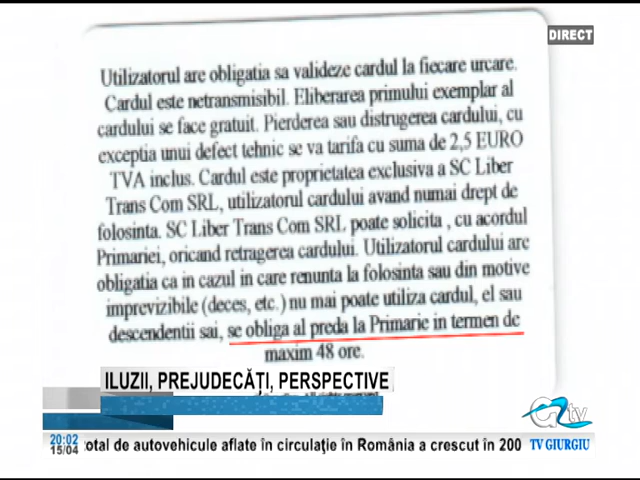 DIRECT
Utilizatorul are obligatia sa valideze cardul la fiecare urcare.
Cardul este netransmisibil. Eliberarea primului exemplar al
cardului se face gratuit. Pierderea sau distrugerea cardului, cu
exceptia unui defect tehnic se va tarifa cu suma de 2,5 EURO
TVA inclus. Cardul este proprietatea exclusiva a SC Liber
Trans Com SRL, utilizatorul cardului avand numai drept de
folosinta. SC Liber Trans Com SRL poate solicita , cu acordul
Primariei, oricand retragerea cardului. Utilizatorul cardului are
obligatia ca in cazul in care renunta la folosinta sau din motive
imprevizibile (deces, etc.) nu mai poate utiliza cardul, el sau
descendentii sai, se obliga al preda la Primarie in termen de
maxim 48 ore.
ILUZII, PREJUDECĂȚI, PERSPECTIVE
tv
20:02
15/04
total de autovehicule aflate în circulaţie în România a crescut în 200
TV GIURGIU